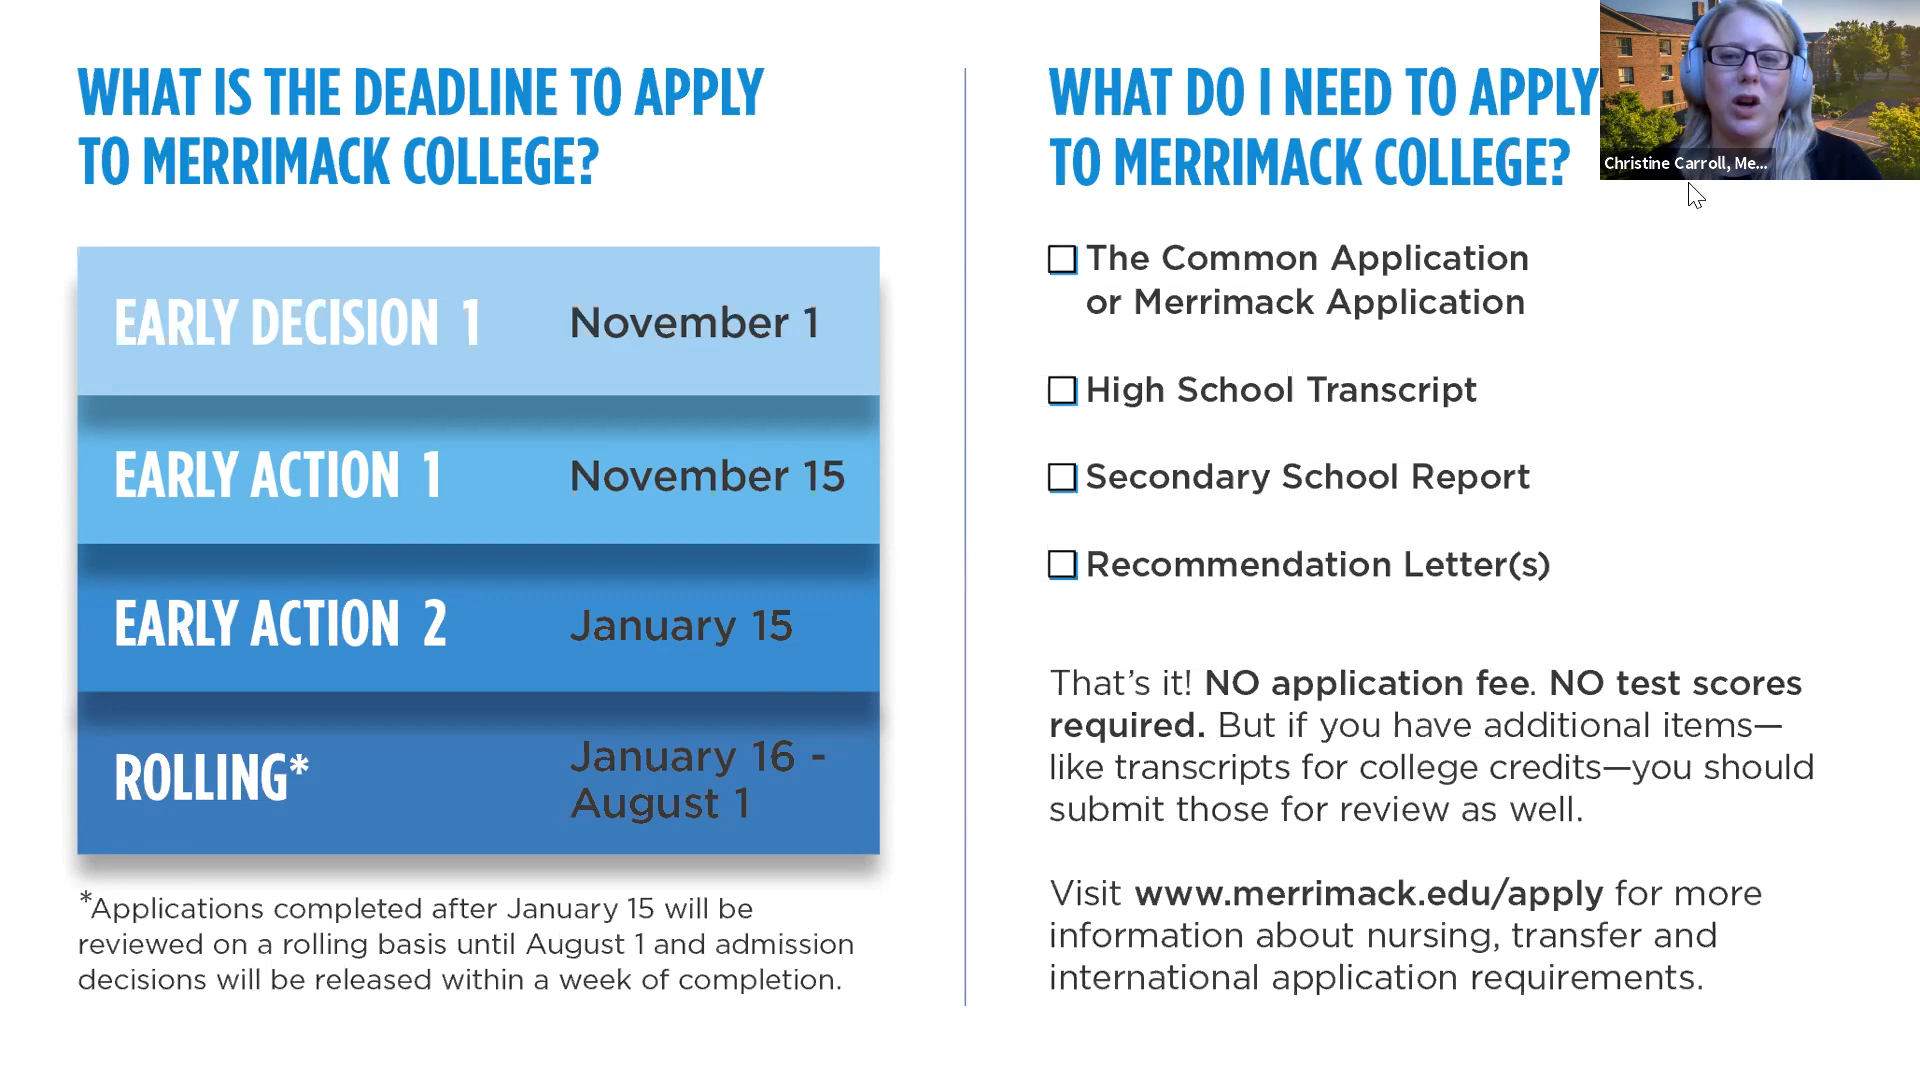 WHAT IS THE DEADLINE TO APPLY
TO MERRIMACK COLLEGE?
EARLY DECISION 1 November 1
EARLY ACTION 1 November 15
EARLY ACTION 2 January 15
ROLLING* January 16 -
August 1
*Applications completed after January 15 will be
reviewed on a rolling basis until August 1 and admission
decisions will be released within a week of completion.
WHAT DO I NEED TO APPLY
TO MERRIMACK COLLEGE?
The Common Application
or Merrimack Application
High School Transcript
Secondary School Report
Recommendation Letter(s)
That’s it! NO application fee. NO test scores
required. But if you have additional items—
like transcripts for college credits—you should
submit those for review as well.
Visit www.merrimack.edu/apply for more
information about nursing, transfer and
international application requirements.
Christine Carroll, Me...